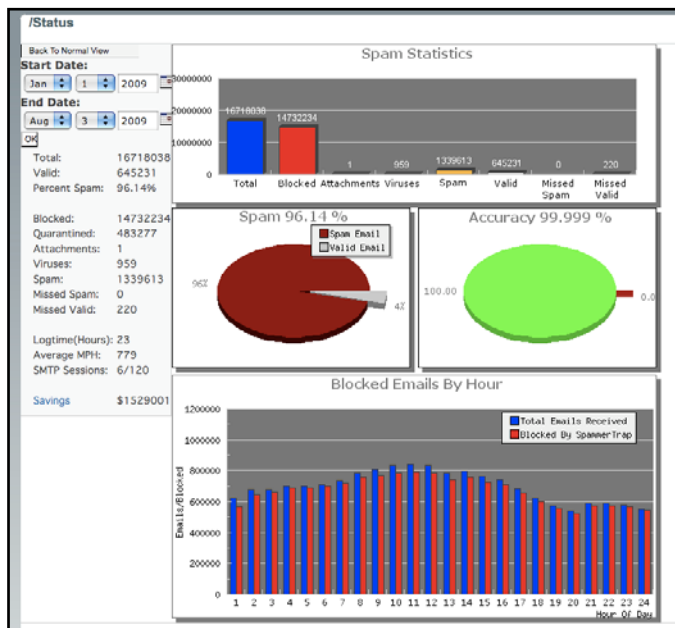 /Status
Back To Normal View
Start Date:
Jan 1 2009
End Date:
Aug 3 2009
OK
Total: 16718038
Valid: 645231
Percent Spam: 96.14%
Blocked: 14732234
Quarantined: 483277
Attachments: 1
Viruses: 959
Spam: 1339613
Missed Spam: 0
Missed Valid: 220
Logtime(Hours): 23
Average MPH: 779
SMTP Sessions: 6/120
Savings $1529001
Spam Statistics
30000000
20000000
10000000
0
16718038 14732234 1 959 1339613 645231 0 220
Total Blocked Attachments Viruses Spam Valid Missed Spam Missed Valid
Spam 96.14 %
Spam Email
Valid Email
96%
4%
Accuracy 99.999 %
100.00
0.0
Blocked Emails By Hour
Total Emails Received
Blocked By SpammerTrap
Emails/Blocked
1200000
1000000
800000
600000
400000
200000
0
1 2 3 4 5 6 7 8 9 10 11 12 13 14 15 16 17 18 19 20 21 22 23 24
Hour Of Day